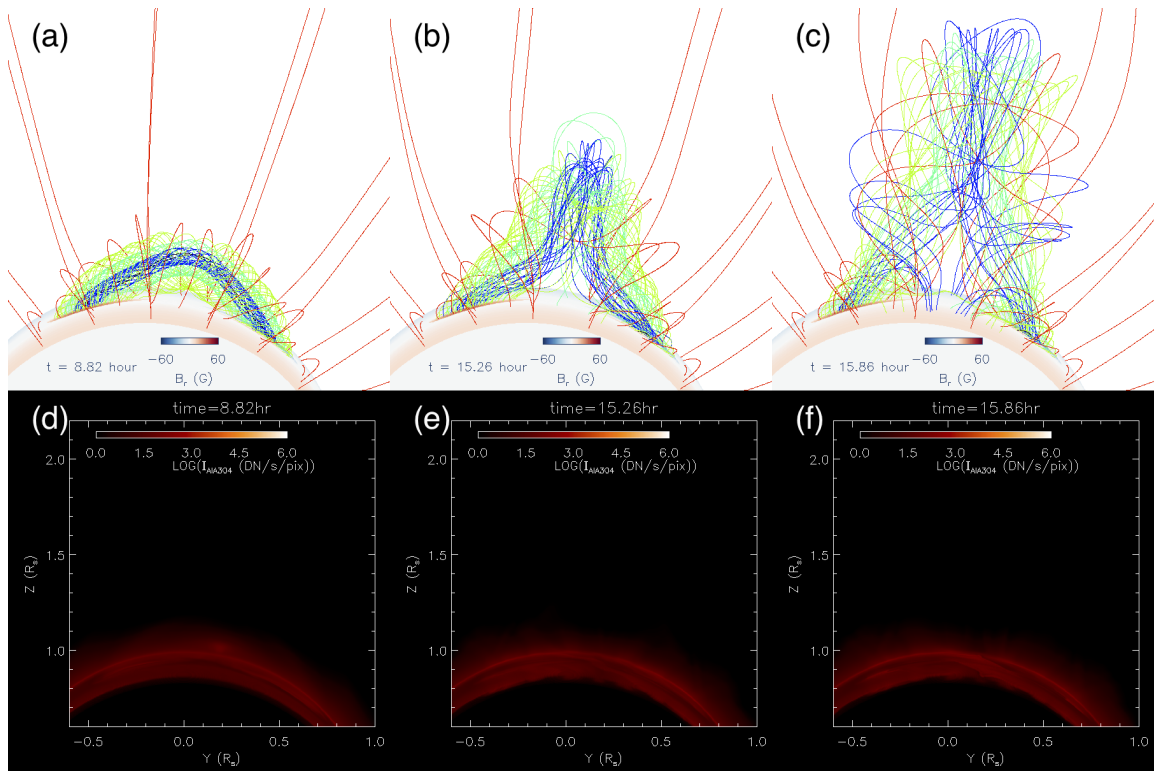 (a)
−60 60
t = 8.82 hour
B_r (G)
(b)
−60 60
t = 15.26 hour
B_r (G)
(c)
−60 60
t = 15.86 hour
B_r (G)
(d)
time=8.82hr
0.0 1.5 3.0 4.5 6.0
LOG(I_AIA304 (DN/s/pix))
2.0
1.5
1.0
Z (R_s)
−0.5 0.0 0.5 1.0
Y (R_s)
(e)
time=15.26hr
0.0 1.5 3.0 4.5 6.0
LOG(I_AIA304 (DN/s/pix))
2.0
1.5
1.0
Z (R_s)
−0.5 0.0 0.5 1.0
Y (R_s)
(f)
time=15.86hr
0.0 1.5 3.0 4.5 6.0
LOG(I_AIA304 (DN/s/pix))
2.0
1.5
1.0
Z (R_s)
−0.5 0.0 0.5 1.0
Y (R_s)